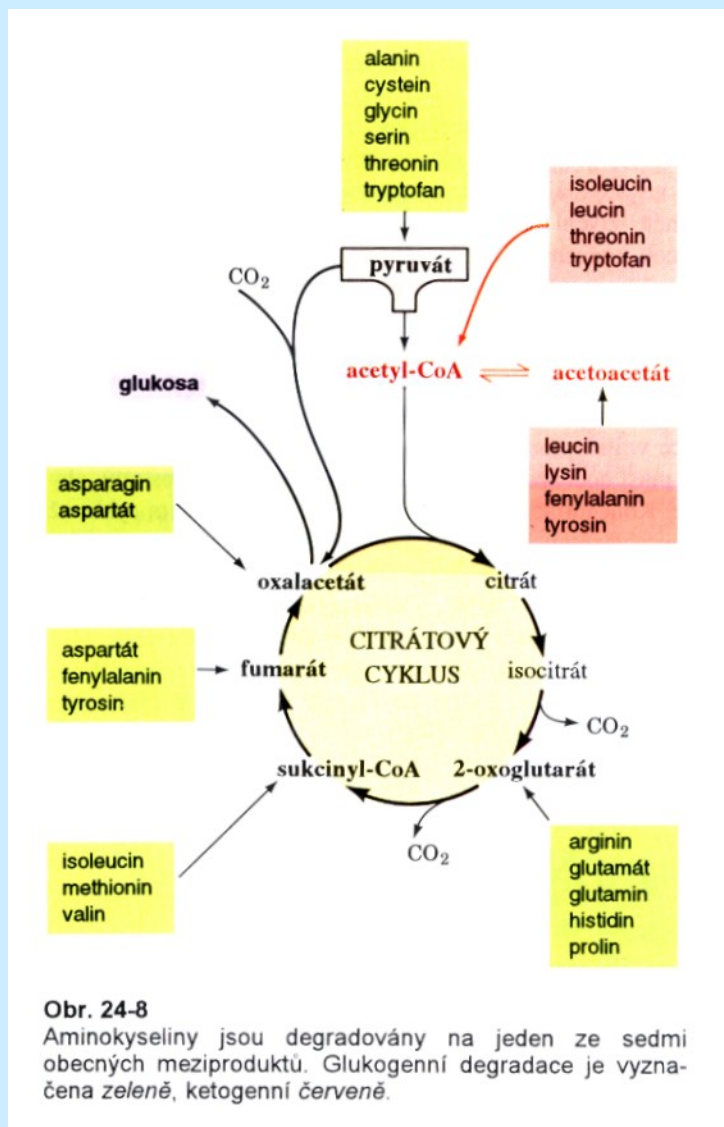 alanin
cystein
glycin
serin
threonin
tryptofan
isoleucin
leucin
threonin
tryptofan
pyruvát
CO2
acetyl-CoA
acetoacetát
glukosa
leucin
lysin
fenylalanin
tyrosin
asparagin
aspartát
oxalacetát
citrát
CITRÁTOVÝ
CYKLUS
aspartát
fenylalanin
tyrosin
fumarát
isocitrát
CO2
sukcinyl-CoA
2-oxoglutarát
CO2
isoleucin
methionin
valin
arginin
glutamát
glutamin
histidin
prolin
Obr. 24-8
Aminokyseliny jsou degradovány na jeden ze sedmi
obecných meziproduktů. Glukogenní degradace je vyzna-
čena zeleně, ketogenní červeně.